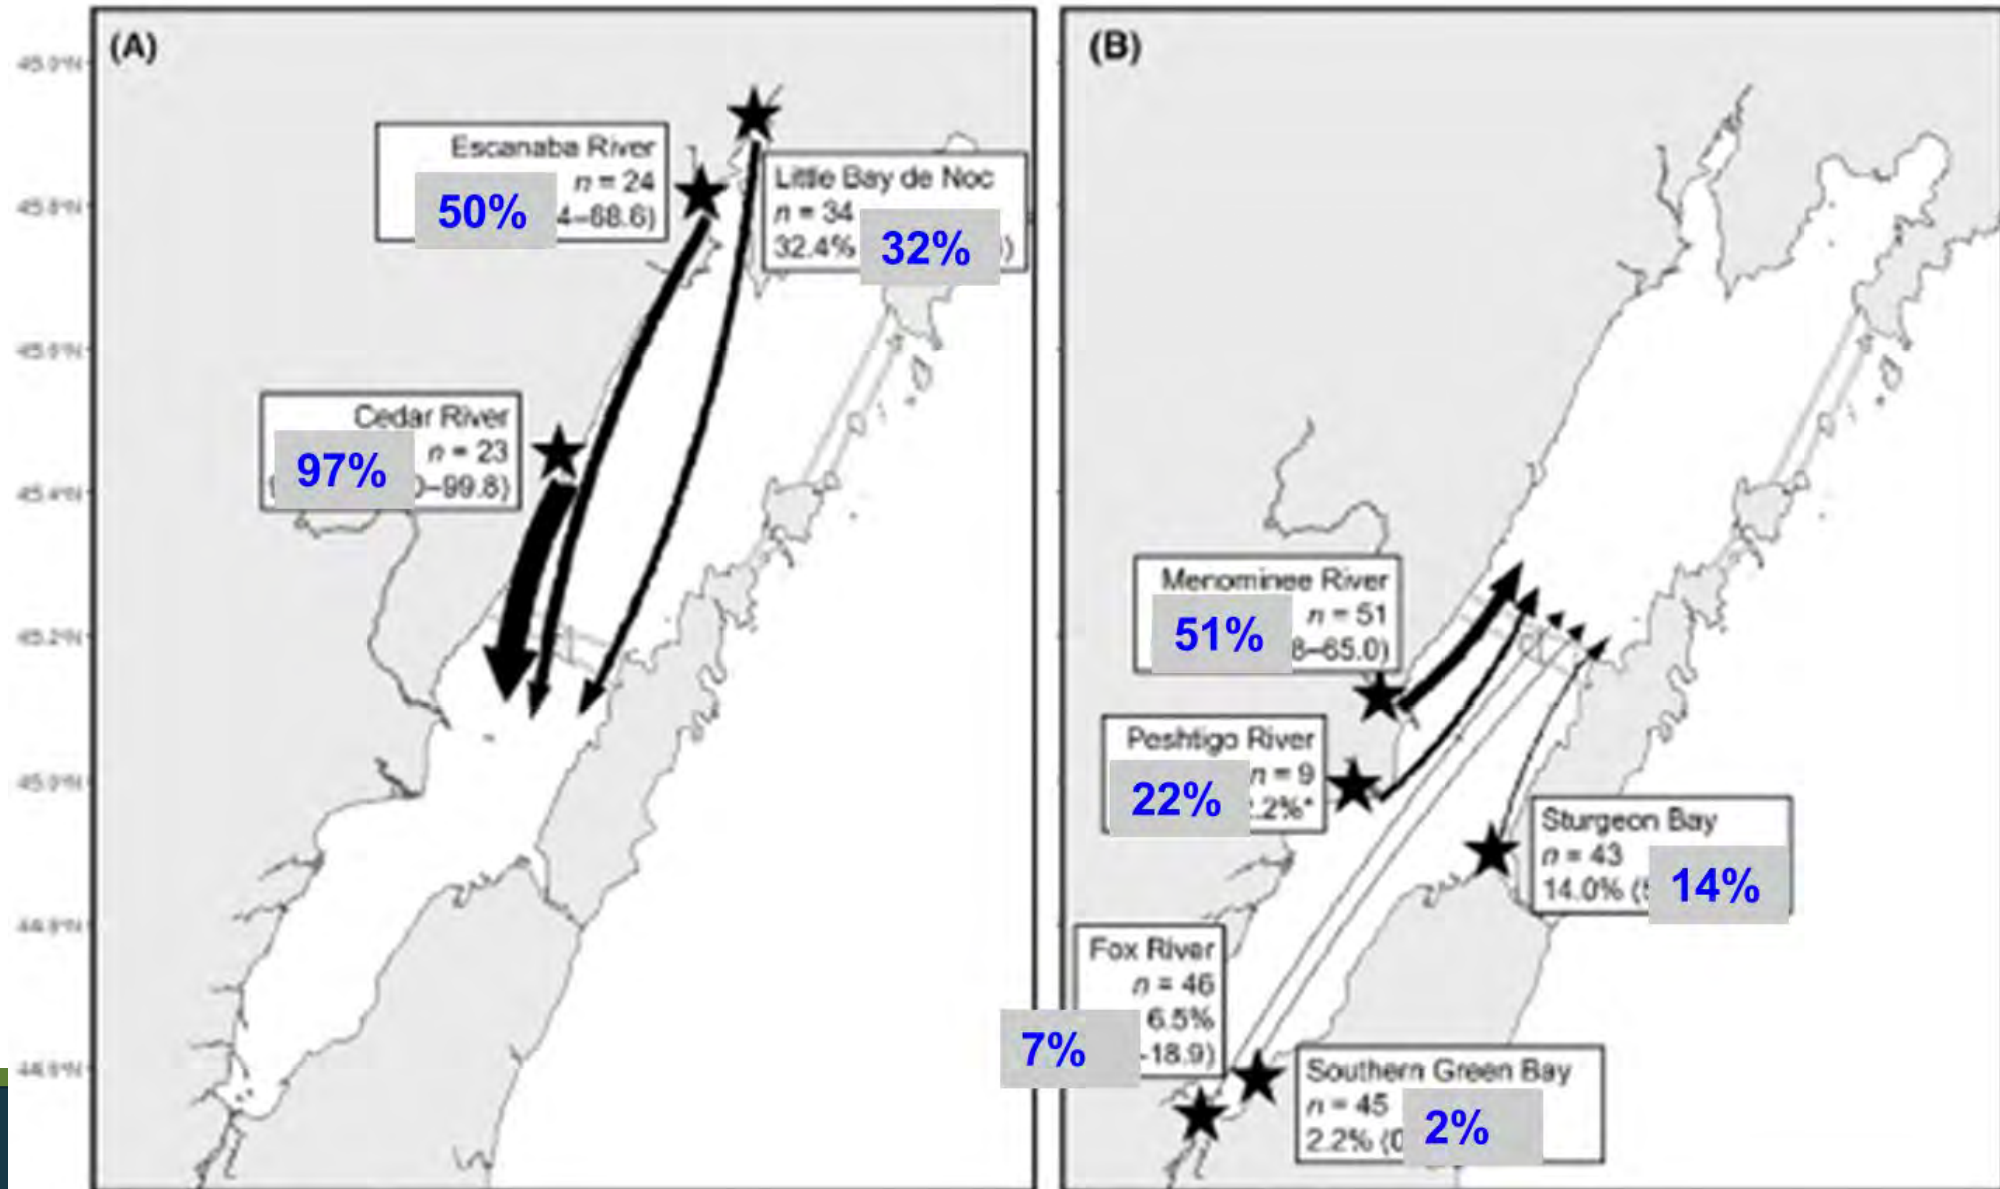 (A)
Escanaba River
n = 24
50%
4–68.6)
Little Bay de Noc
n = 34
32.4%
32%
)
Cedar River
n = 23
97%
0–99.8)
(B)
Menominee River
n = 51
51%
8–65.0)
Peshtigo River
n = 9
22%
.2%*
Sturgeon Bay
n = 43
14.0% (
14%
Fox River
n = 46
6.5%
7%
-18.9)
Southern Green Bay
n = 45
2.2% (0
2%